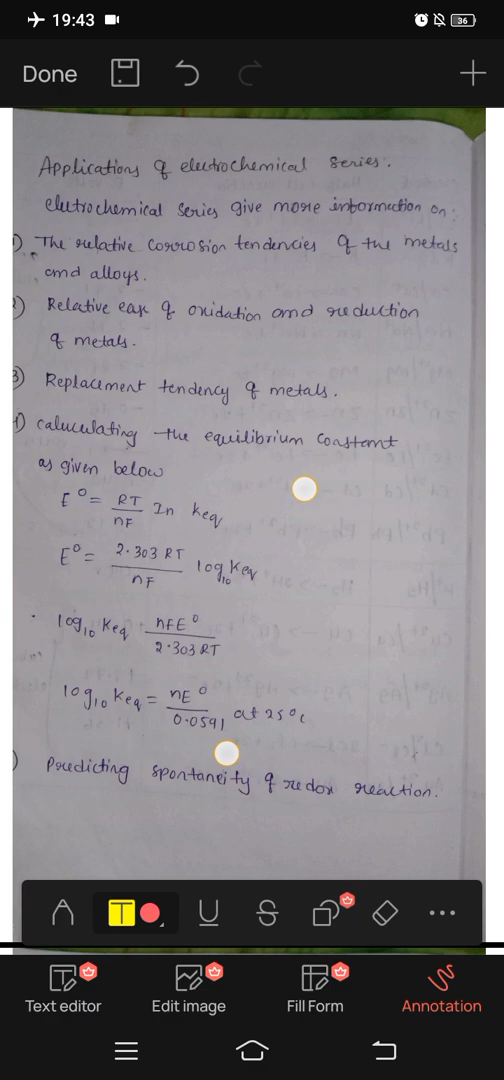 19:43
36
Done
Applications of electrochemical series:
eletrochemical series give more information on:
1) The relative corrosion tendencies of the metals
and alloys.
2) Relative eas of oxidation and reduction
of metals.
3) Replacement tendency of metals.
4) caluculating the equilibrium constant
as given below
E° = RT/nF In keq
E° = 2.303 RT/nF log10 Keq
log10 Keq = nFE°/2.303 RT
log10 Keq = nE°/0.0591 at 25°c
) Predicting spontaneity of redox reaction.
T
U
S
Text editor
Edit image
Fill Form
Annotation